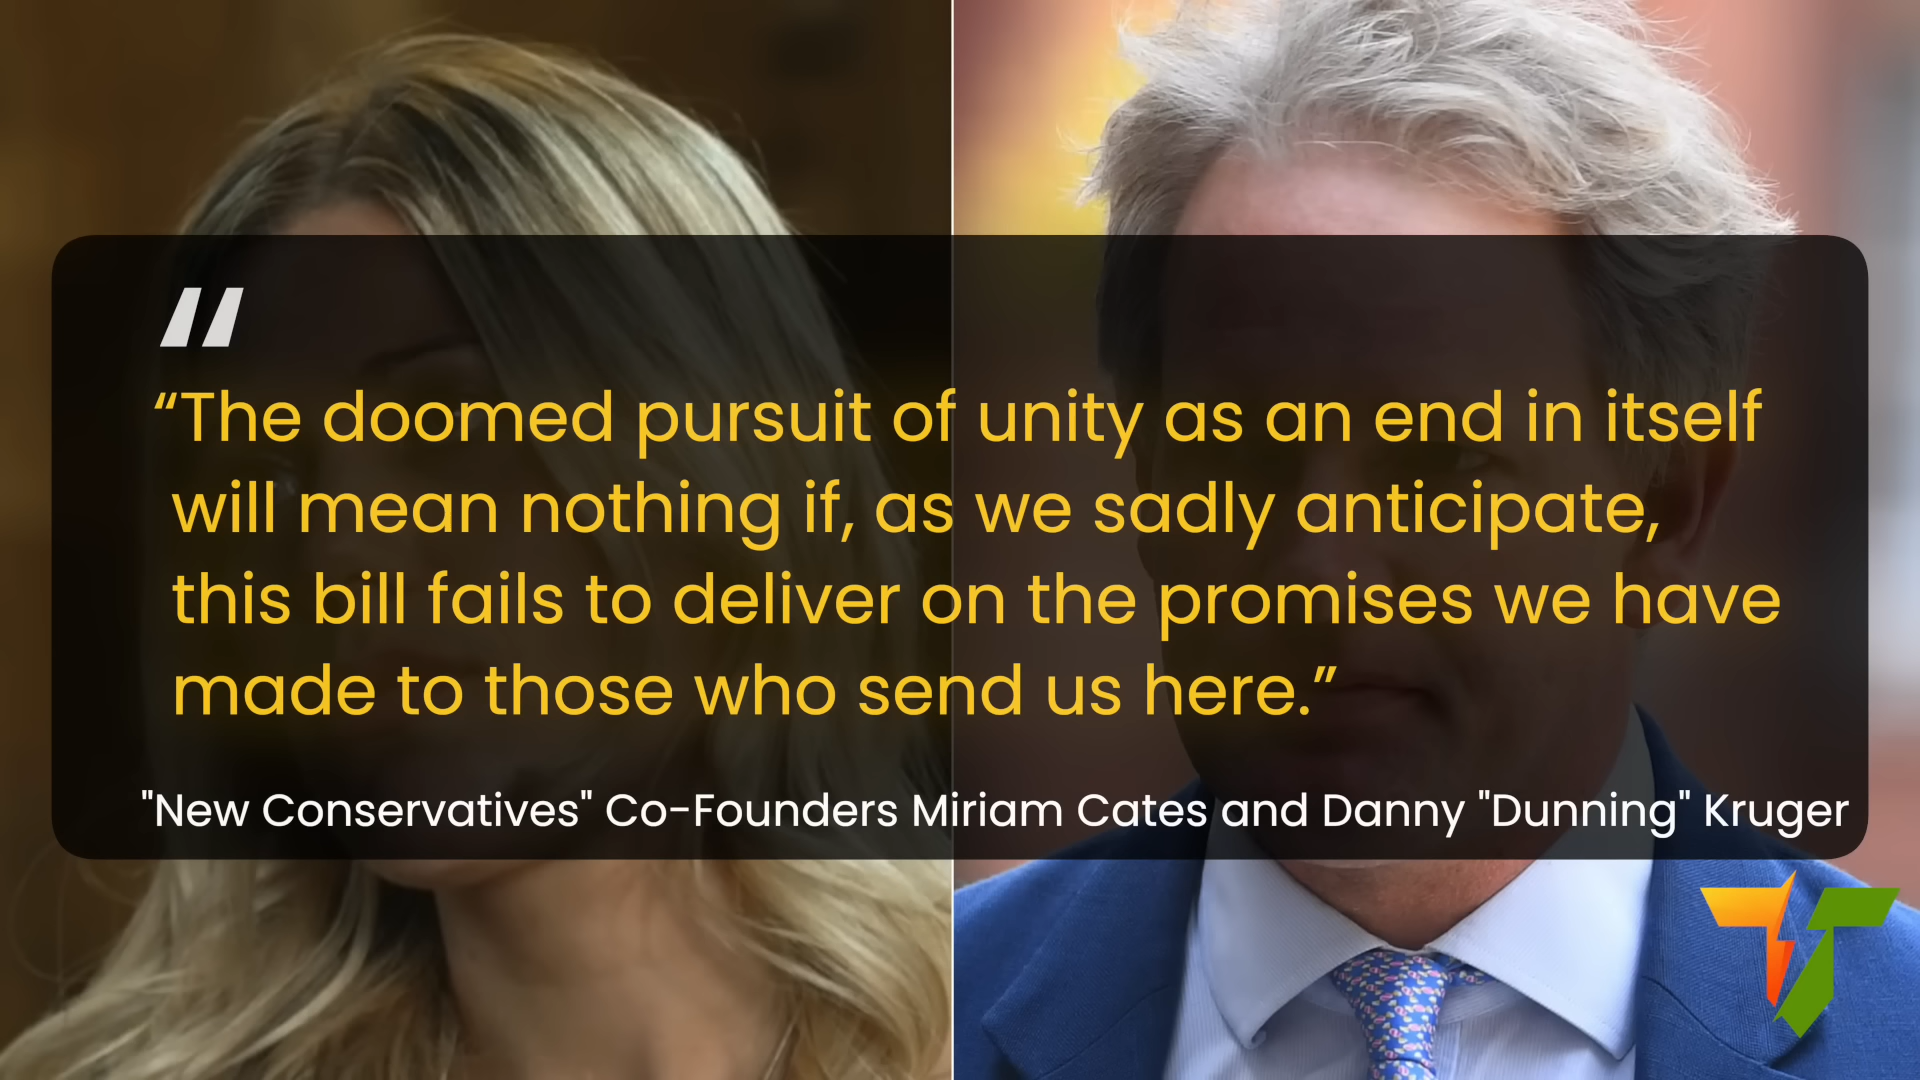 “The doomed pursuit of unity as an end in itself
will mean nothing if, as we sadly anticipate,
this bill fails to deliver on the promises we have
made to those who send us here.”
"New Conservatives" Co-Founders Miriam Cates and Danny "Dunning" Kruger